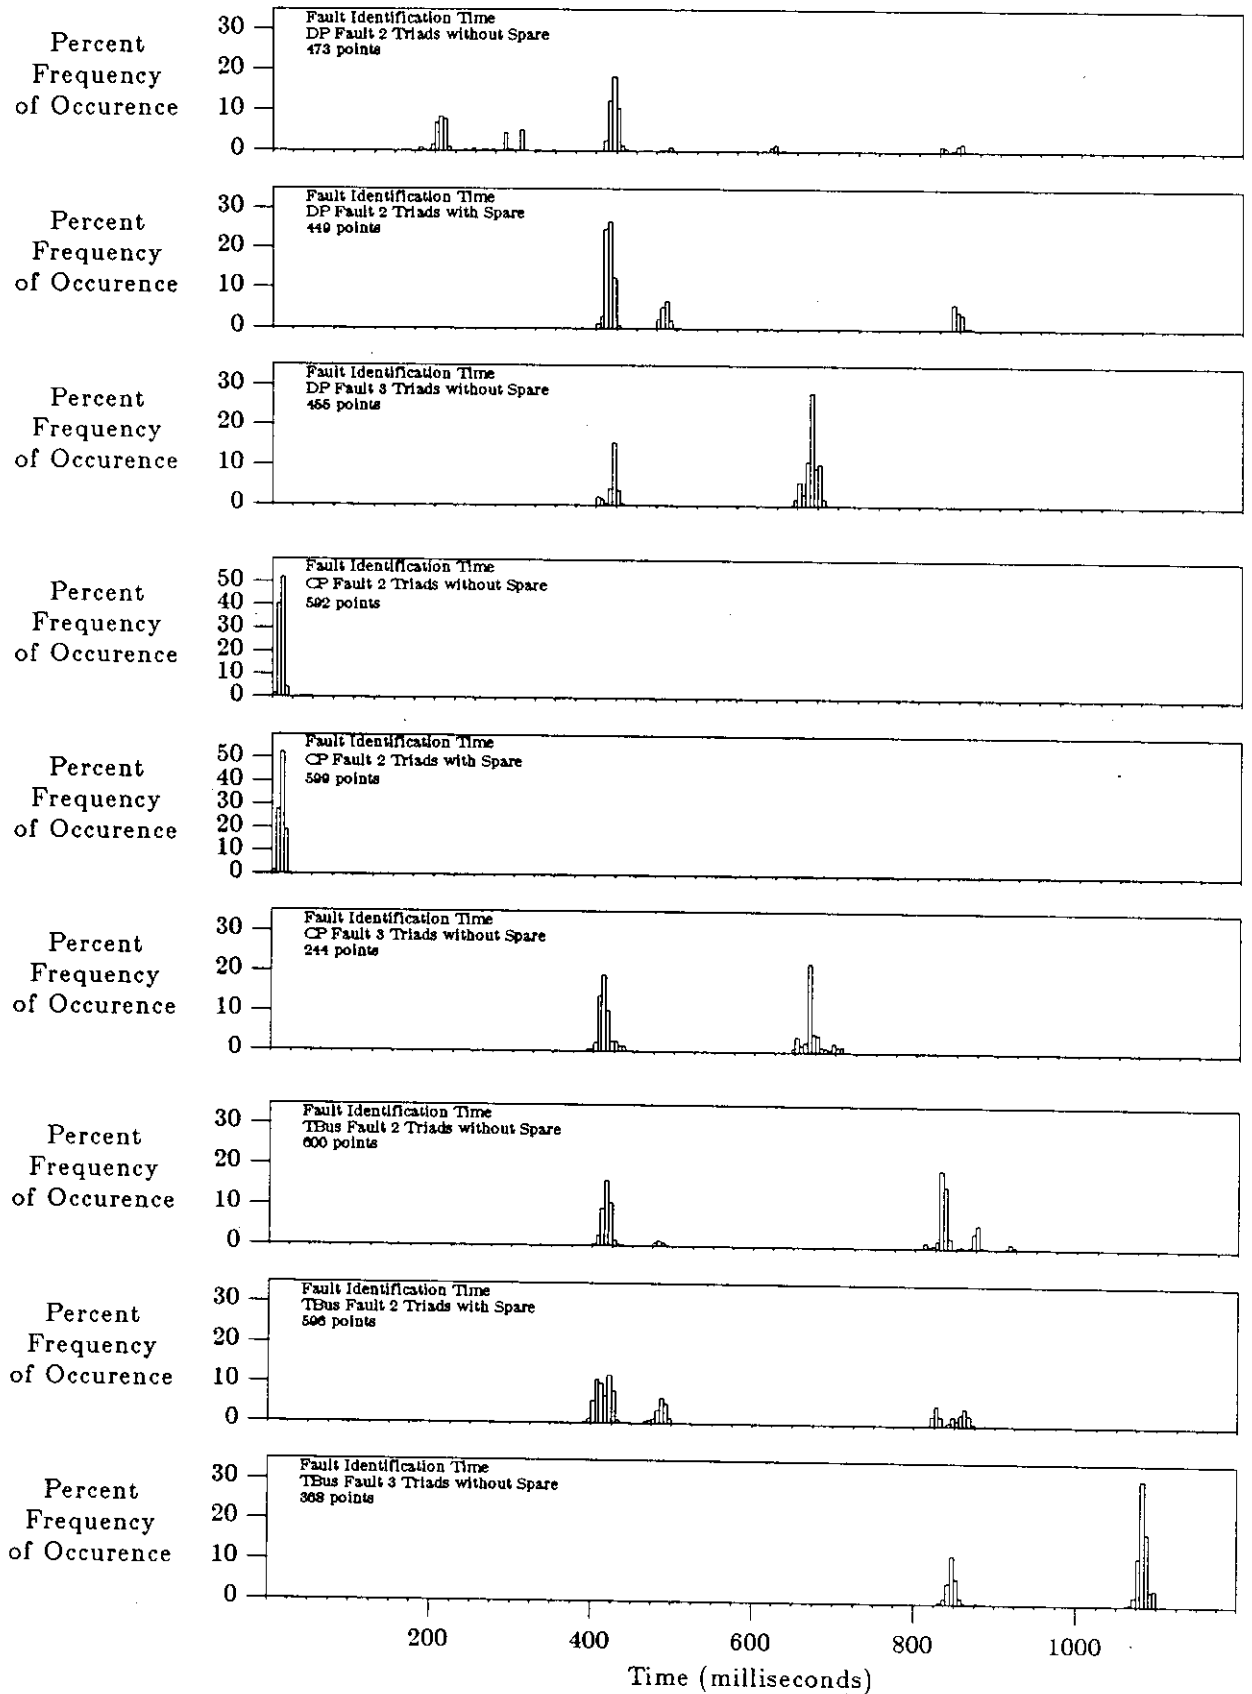 30
Fault Identification Time
DP Fault 2 Triads without Spare
473 points
Percent
Frequency
of Occurence
20
10
0
30
Fault Identification Time
DP Fault 2 Triads with Spare
449 points
Percent
Frequency
of Occurence
20
10
0
30
Fault Identification Time
DP Fault 3 Triads without Spare
455 points
Percent
Frequency
of Occurence
20
10
0
50
Fault Identification Time
CP Fault 2 Triads without Spare
592 points
Percent
Frequency
of Occurence
40
30
20
10
0
50
Fault Identification Time
CP Fault 2 Triads with Spare
599 points
Percent
Frequency
of Occurence
40
30
20
10
0
30
Fault Identification Time
CP Fault 3 Triads without Spare
244 points
Percent
Frequency
of Occurence
20
10
0
30
Fault Identification Time
TBus Fault 2 Triads without Spare
600 points
Percent
Frequency
of Occurence
20
10
0
30
Fault Identification Time
TBus Fault 2 Triads with Spare
596 points
Percent
Frequency
of Occurence
20
10
0
30
Fault Identification Time
TBus Fault 3 Triads without Spare
368 points
Percent
Frequency
of Occurence
20
10
0
200 400 600 800 1000
Time (milliseconds)